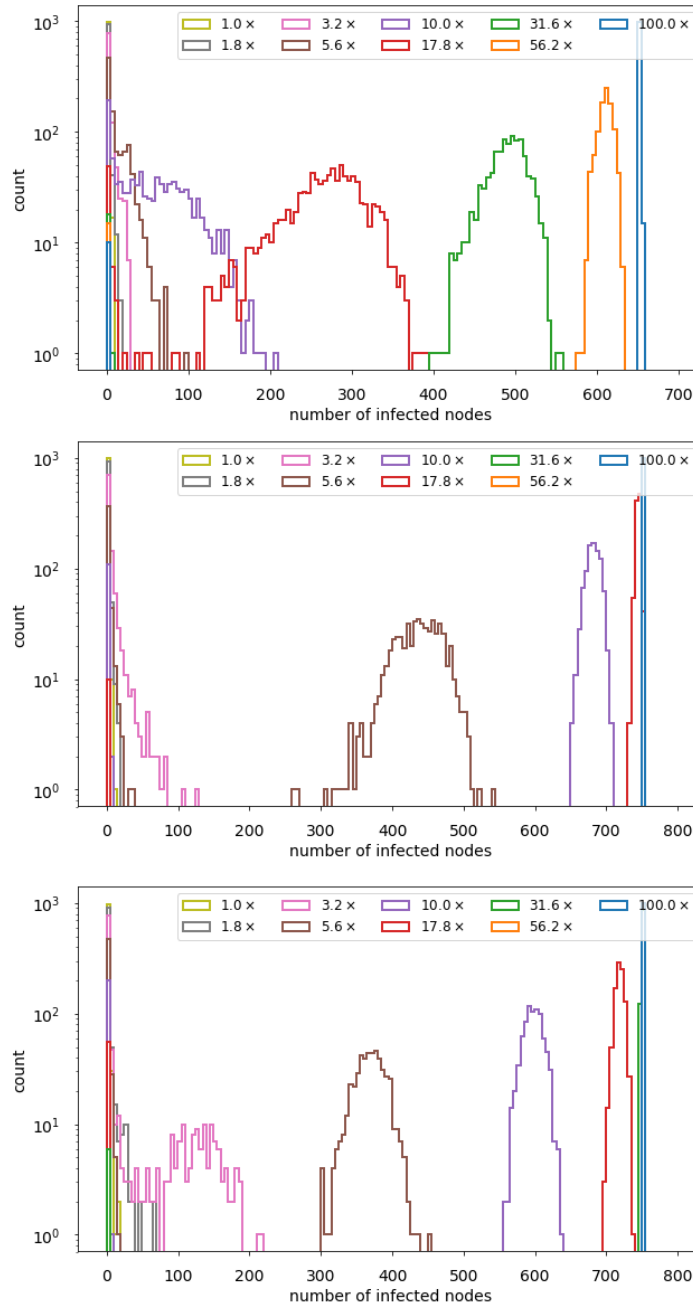 10³
10²
10¹
10⁰
count
1.0 × 3.2 × 10.0 × 31.6 × 100.0 ×
1.8 × 5.6 × 17.8 × 56.2 ×
0 100 200 300 400 500 600 700
number of infected nodes
10³
10²
10¹
10⁰
count
1.0 × 3.2 × 10.0 × 31.6 × 100.0 ×
1.8 × 5.6 × 17.8 × 56.2 ×
0 100 200 300 400 500 600 700 800
number of infected nodes
10³
10²
10¹
10⁰
count
1.0 × 3.2 × 10.0 × 31.6 × 100.0 ×
1.8 × 5.6 × 17.8 × 56.2 ×
0 100 200 300 400 500 600 700 800
number of infected nodes